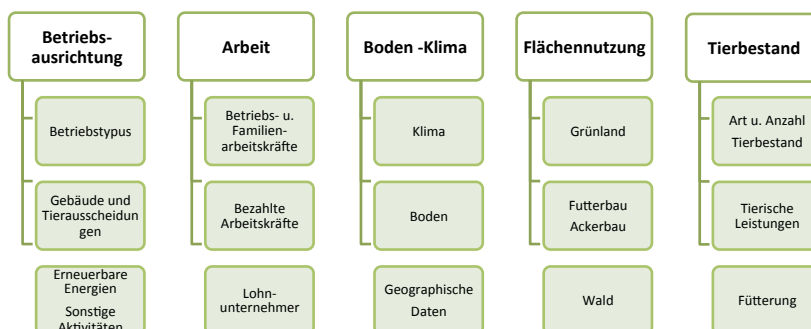 Betriebs-
ausrichtung
Betriebstypus
Gebäude und
Tierausscheidun
gen
Erneuerbare
Energien
Sonstige
Aktivitäten
Arbeit
Betriebs- u.
Familien-
arbeitskräfte
Bezahlte
Arbeitskräfte
Lohn-
unternehmer
Boden -Klima
Klima
Boden
Geographische
Daten
Flächennutzung
Grünland
Futterbau
Ackerbau
Wald
Tierbestand
Art u. Anzahl
Tierbestand
Tierische
Leistungen
Fütterung